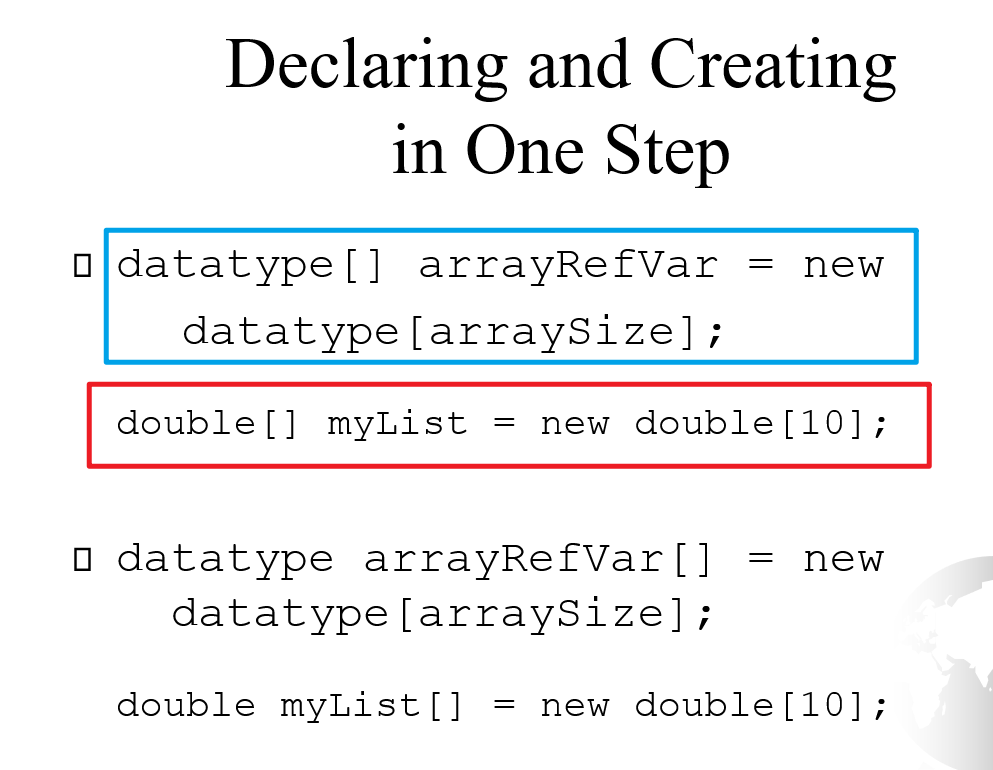 Declaring and Creating
in One Step
datatype[] arrayRefVar = new
datatype[arraySize];
double[] myList = new double[10];
datatype arrayRefVar[] = new
datatype[arraySize];
double myList[] = new double[10];